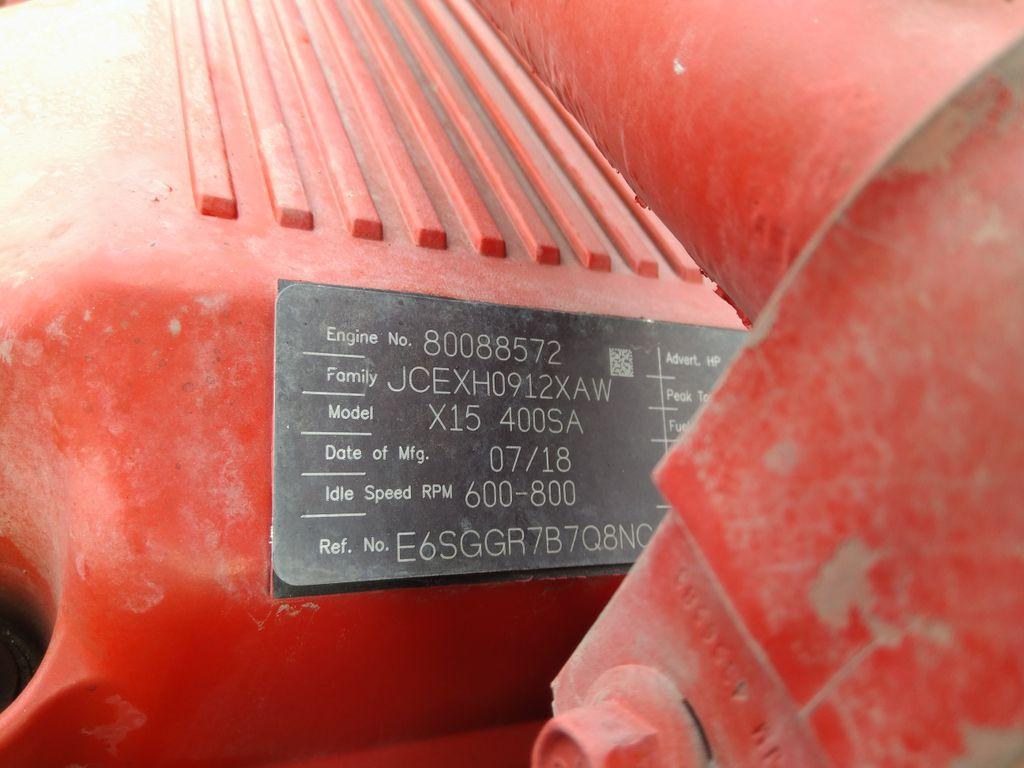 Engine No. 80088572
Family JCEXH0912XAW
Model X15 400SA
Date of Mfg. 07/18
Idle Speed RPM 600-800
Ref. No. E6SGGR7B7Q8NC
Advert. HP
Peak